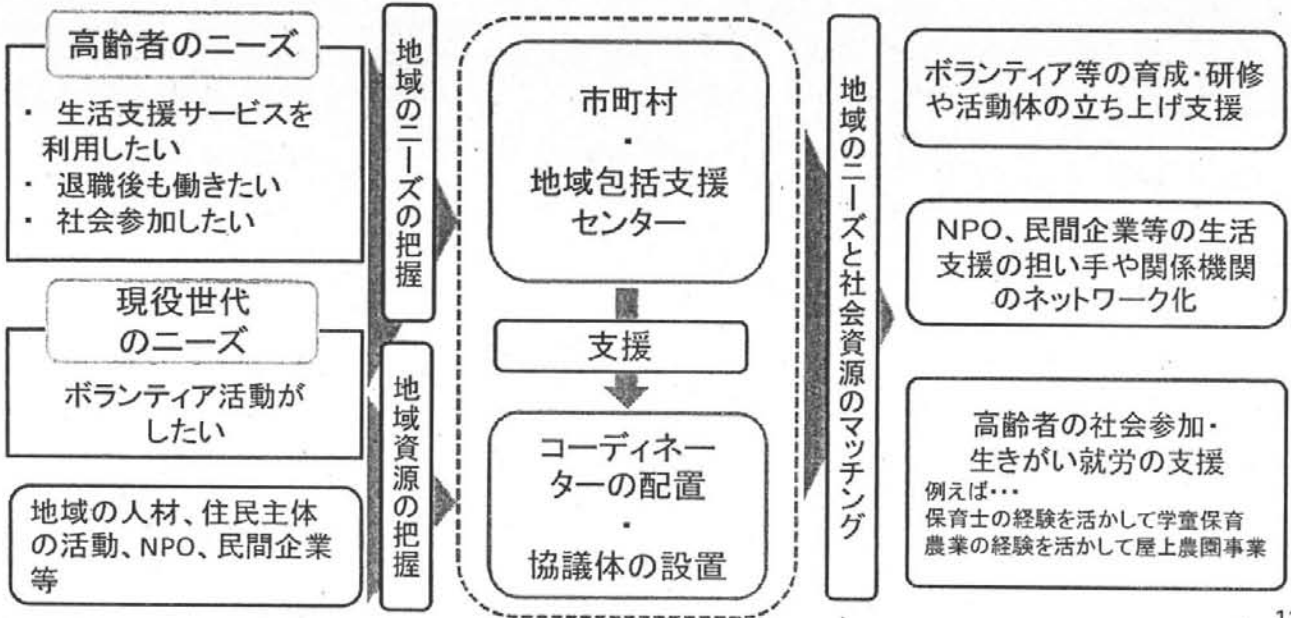 高齢者のニーズ
・ 生活支援サービスを
利用したい
・ 退職後も働きたい
・ 社会参加したい
現役世代
のニーズ
ボランティア活動が
したい
地域の人材、住民主体
の活動、NPO、民間企業
等
地域のニーズの把握
地域資源の把握
市町村
・
地域包括支援
センター
支援
コーディネー
ターの配置
・
協議体の設置
地域のニーズと社会資源のマッチング
ボランティア等の育成・研修
や活動体の立ち上げ支援
NPO、民間企業等の生活
支援の担い手や関係機関
のネットワーク化
高齢者の社会参加・
生きがい就労の支援
例えば・・・
保育士の経験を活かして学童保育
農業の経験を活かして屋上農園事業